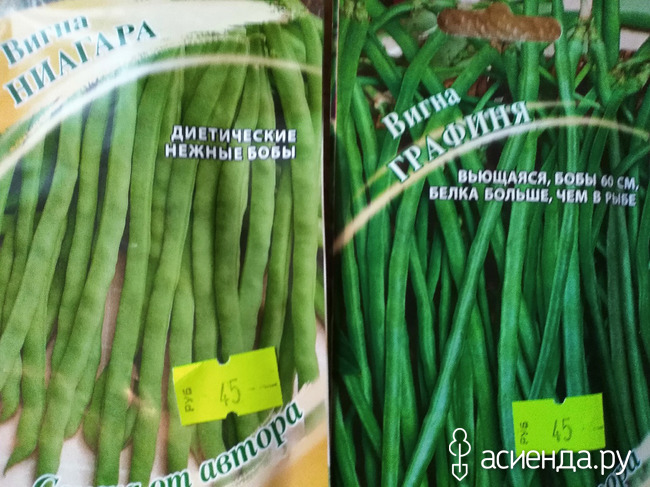 Вигна
НИАГАРА
ДИЕТИЧЕСКИЕ
НЕЖНЫЕ БОБЫ
РУБ 45
от автора
Вигна
ГРАФИНЯ
ВЬЮЩАЯСЯ, БОБЫ 60 СМ,
БЕЛКА БОЛЬШЕ, ЧЕМ В РЫБЕ
РУБ 45
асиенда.ру